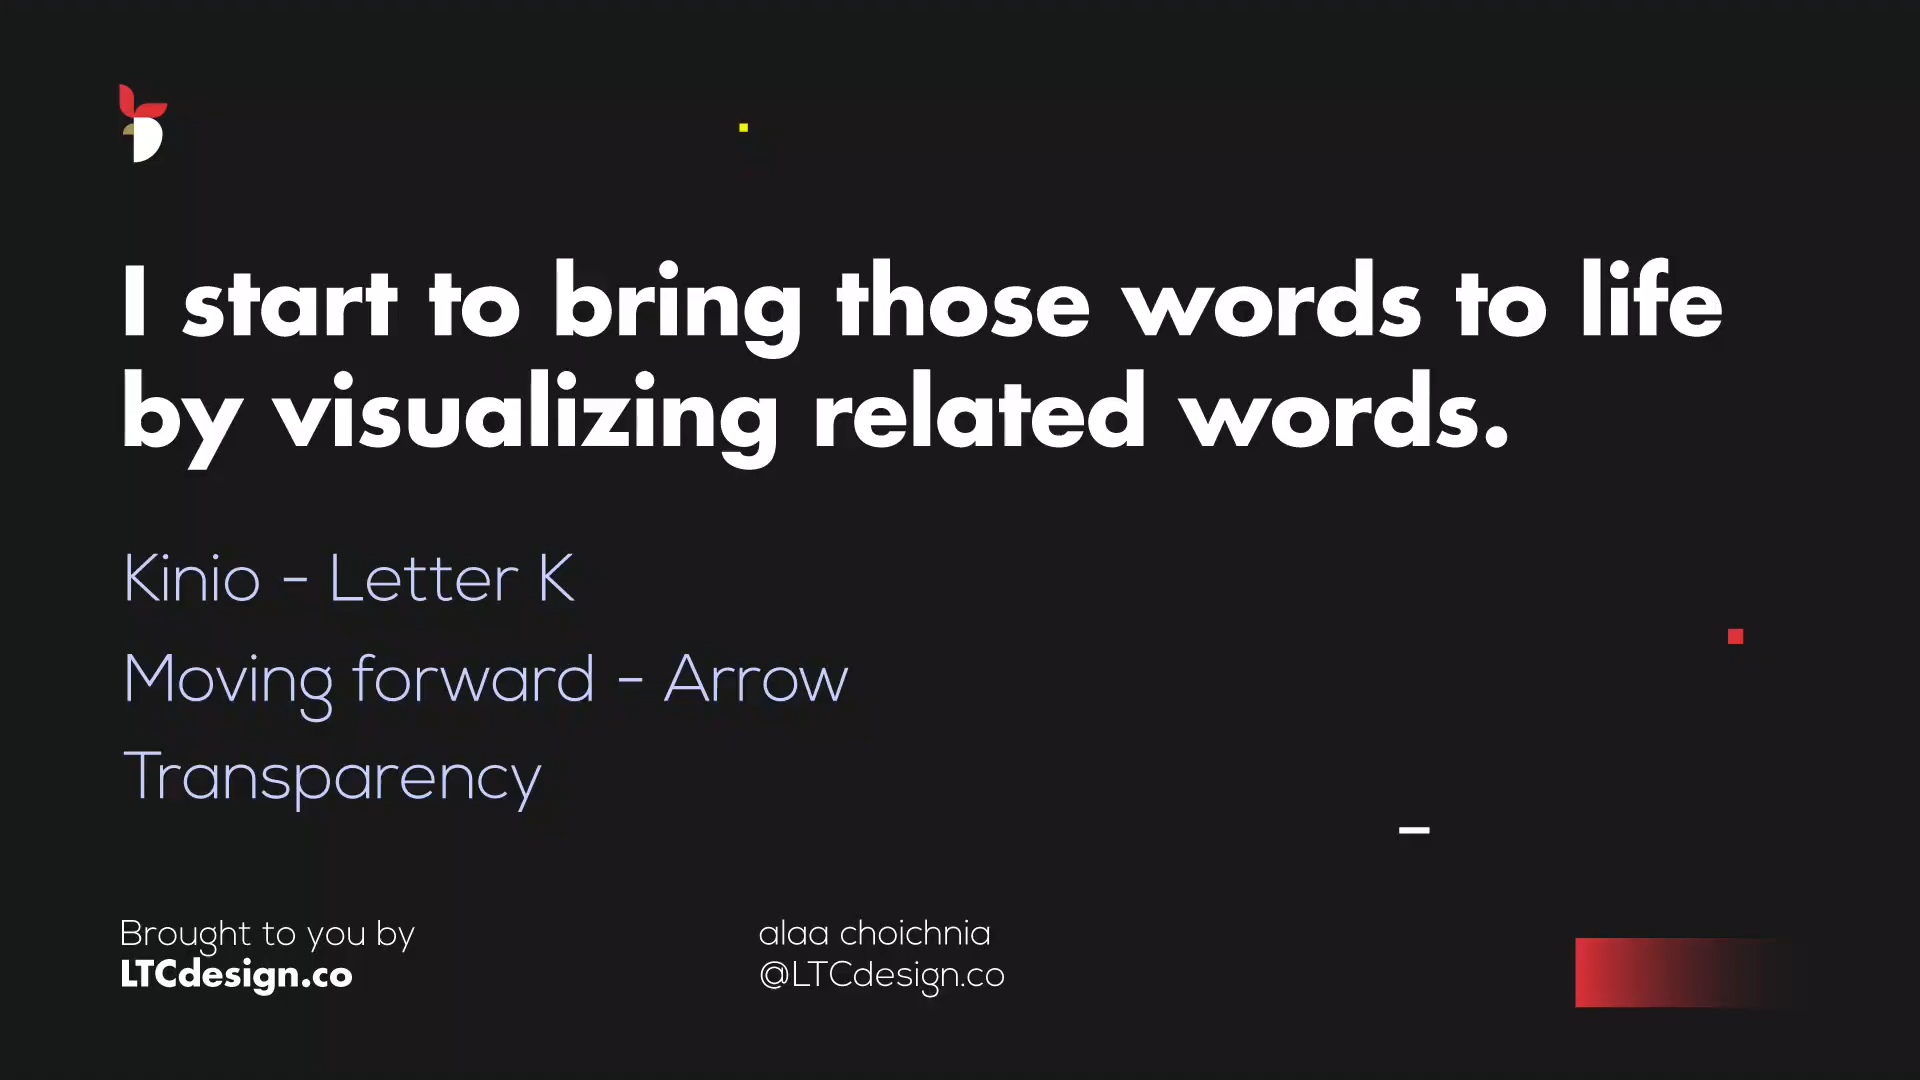 I start to bring those words to life
by visualizing related words.
Kinio - Letter K
Moving forward - Arrow
Transparency
Brought to you by
LTCdesign.co
alaa choichnia
@LTCdesign.co